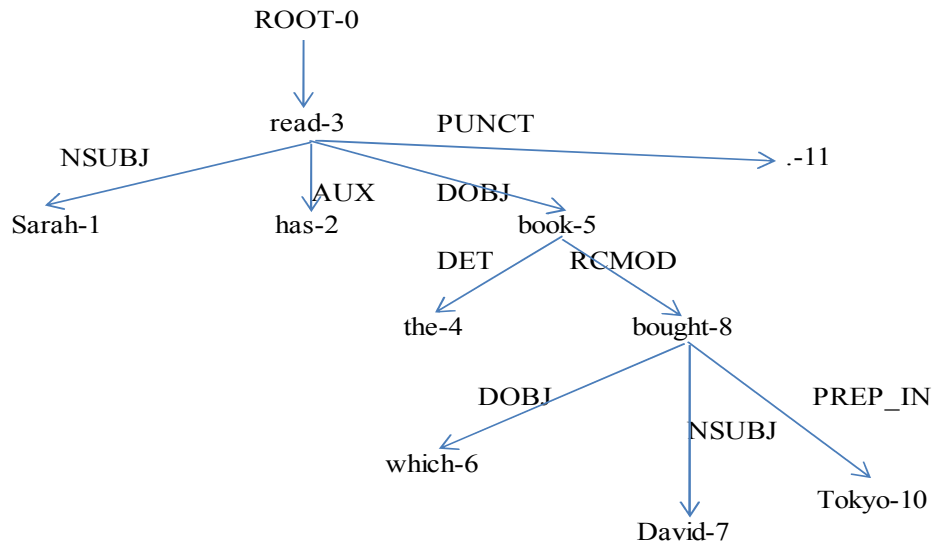 ROOT-0
read-3 PUNCT
NSUBJ .-11
AUX DOBJ
Sarah-1 has-2 book-5
DET RCMOD
the-4 bought-8
DOBJ PREP_IN
NSUBJ
which-6
Tokyo-10
David-7